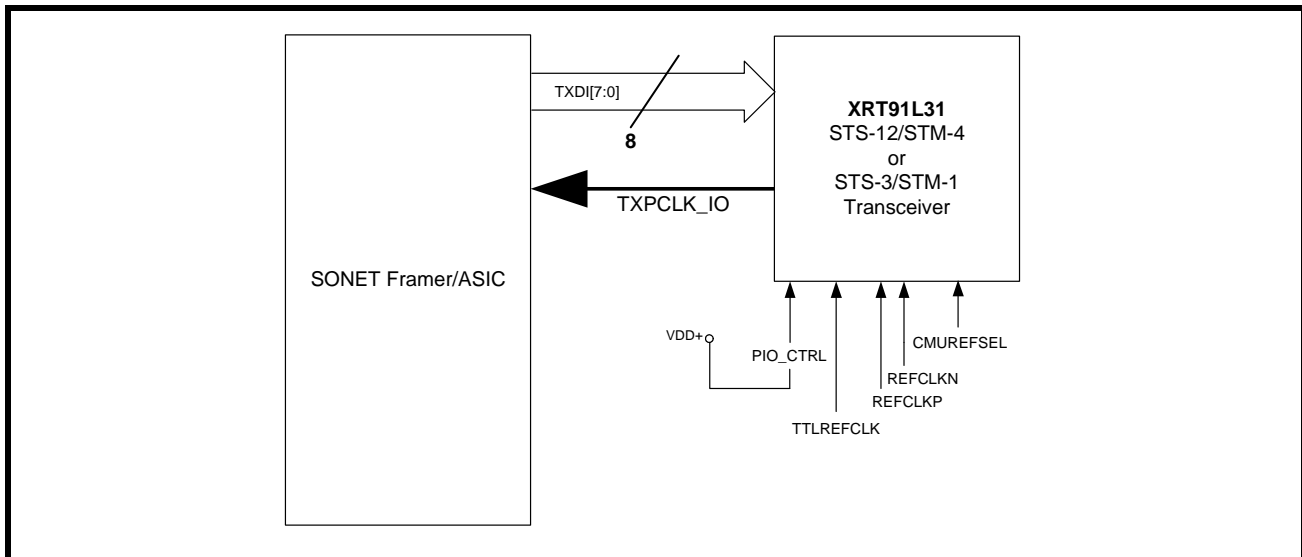 TXDI[7:0]
8
XRT91L31
STS-12/STM-4
or
STS-3/STM-1
Transceiver
TXPCLK_IO
SONET Framer/ASIC
VDD+
PIO_CTRL
CMUREFSEL
REFCLKN
REFCLKP
TTLREFCLK